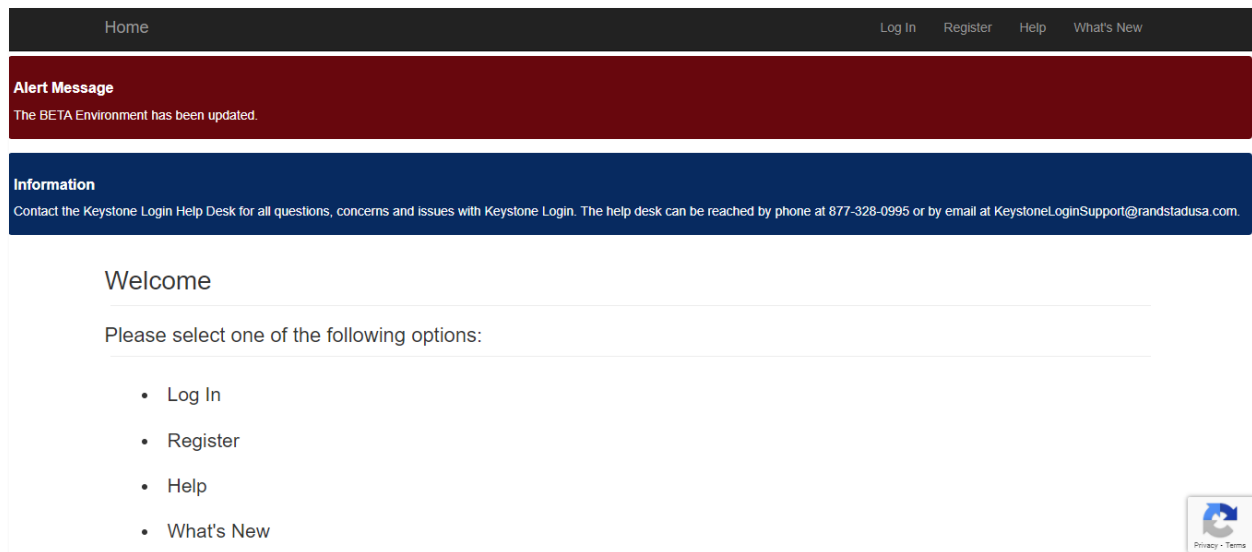 Home
Log In Register Help What's New
Alert Message
The BETA Environment has been updated.
Information
Contact the Keystone Login Help Desk for all questions, concerns and issues with Keystone Login. The help desk can be reached by phone at 877-328-0995 or by email at KeystoneLoginSupport@randstadusa.com.
Welcome
Please select one of the following options:
• Log In
• Register
• Help
• What's New
Privacy - Terms